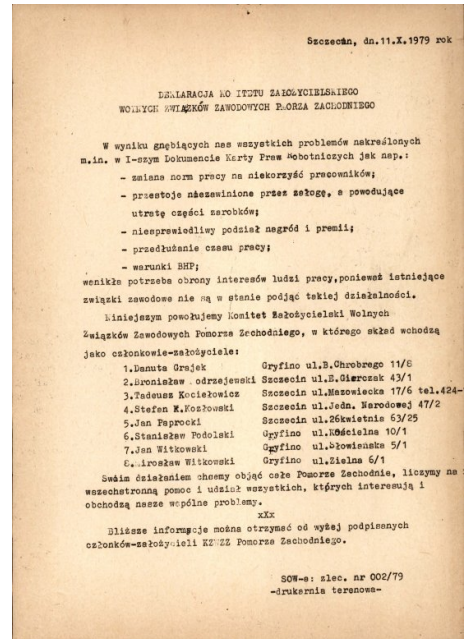 Szczecin, dn.11.X.1979 rok
DEKLARACJA KO ITETU ZAŁOŻYCIELSKIEGO
WOLNYCH ZWIĄZKÓW ZAWODOWYCH POMORZA ZACHODNIEGO
W wyniku gnębiących nas wszystkich problemów nakreślonych
m.in. w I-szym Dokumencie Karty Praw Robotniczych jak nap.:
- zmiana norm pracy na niekorzyść pracowników;
- przestoje niezawinione przez załogę, a powodujące
utratę części zarobków;
- niesprawiedliwy podział nagród i premii;
- przedłużanie czasu pracy;
- warunki BHP;
wynikła potrzeba obrony interesów ludzi pracy,ponieważ istniejące
związki zawodowe nie są w stanie podjąć takiej działalności.
Niniejszym powołujemy Komitet Założycielski Wolnych
Związków Zawodowych Pomorza Zachodniego, w którego skład wchodzą
jako członkowie-założyciele:
1.Danuta Grajek Gryfino ul.B.Chrobrego 11/6
2.Bronisław odrzejewski Szczecin ul.E.Gierczak 43/1
3.Tadeusz Kociełowicz Szczecin ul.Mazowiecka 17/6 tel.424-
4.Stefan K.Kozłowski Szczecin ul.Jedn. Narodowej 47/2
5.Jan Paprocki Szczecin ul.26kwietnia 63/25
6.Stanisław Podolski Gryfino ul.Kościelna 10/1
7.Jan Witkowski Gryfino ul.Słowiańska 5/1
8.Mirosław Witkowski Gryfino ul.Zielna 6/1
Swoim działaniem chcemy objąć całe Pomorze Zachodnie, liczymy na
wszechstronną pomoc i udział wszystkich, których interesują i
obchodzą nasze wspólne problemy.
xXx
Bliższe informacje można otrzymać od wyżej podpisanych
członków-założycieli KZWZZ Pomorza Zachodniego.
SOW-a: zlec. nr 002/79
-drukarnia terenowa-